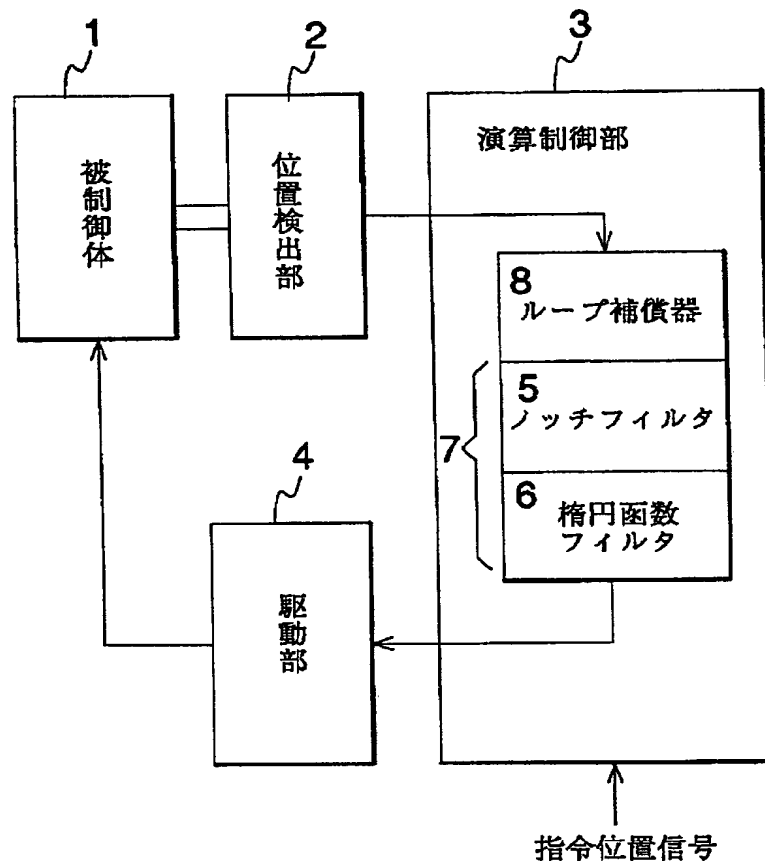 1
被制御体
2
位置検出部
3
演算制御部
8
ループ補償器
5
ノッチフィルタ
7
6
楕円函数
フィルタ
4
駆動部
指令位置信号